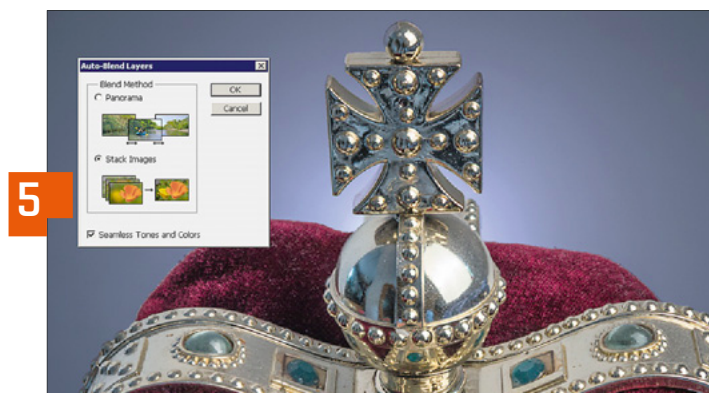 5
Auto-Blend Layers
Blend Method
Panorama
OK
Cancel
Stack Images
Seamless Tones and Colors